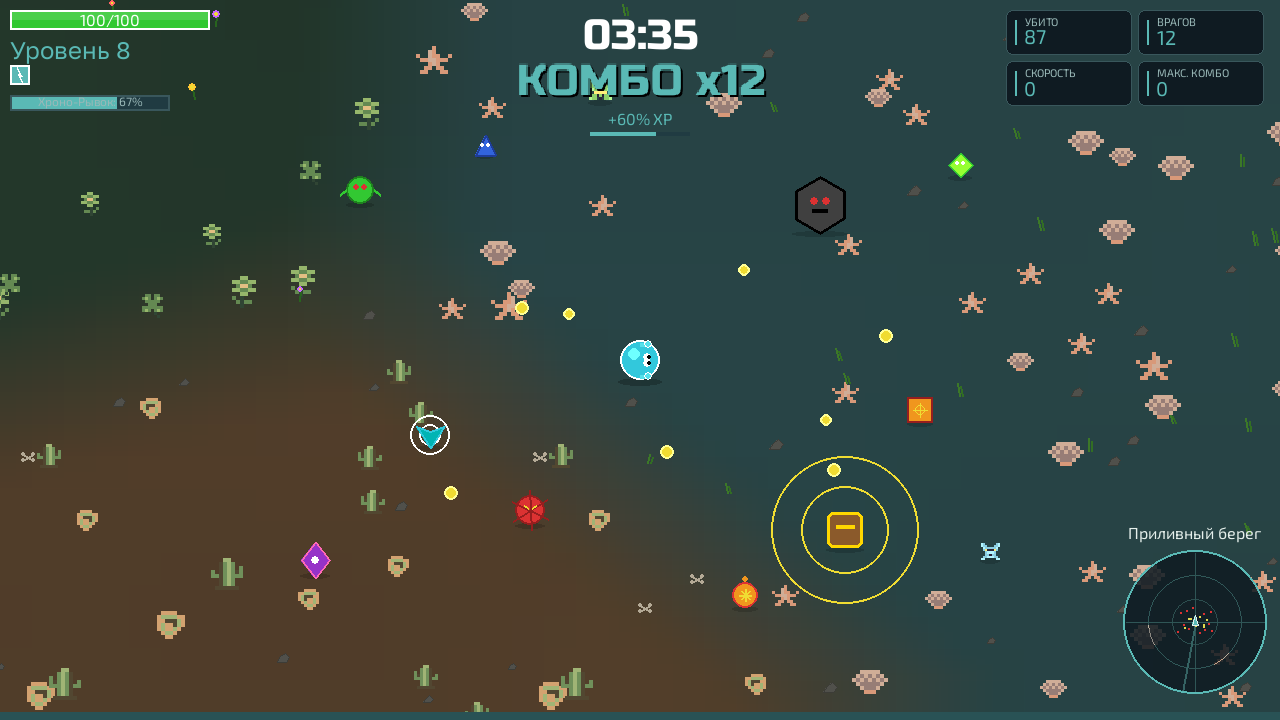 100/100
Уровень 8
Хроно-Рывок 67%
03:35
КОМБО x12
+60% XP
УБИТО
87
ВРАГОВ
12
СКОРОСТЬ
0
МАКС. КОМБО
0
Приливный берег